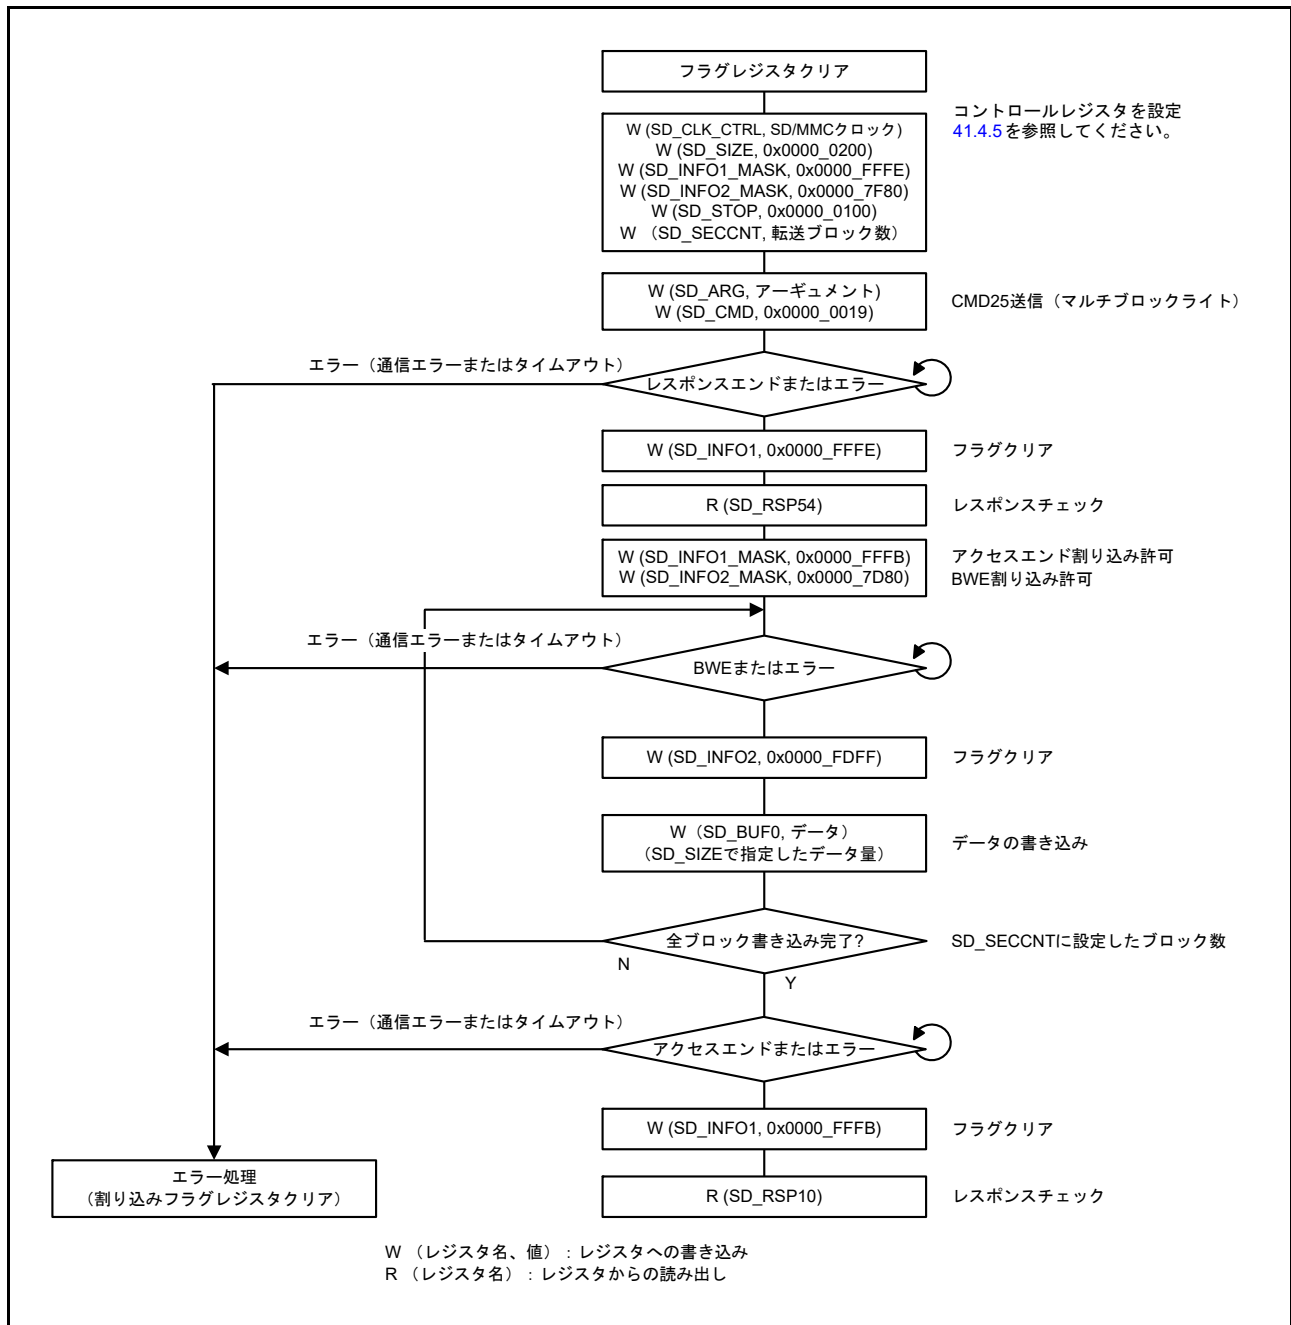 フラグレジスタクリア
コントロールレジスタを設定
41.4.5を参照してください。
W (SD_CLK_CTRL, SD/MMCクロック)
W (SD_SIZE, 0x0000_0200)
W (SD_INFO1_MASK, 0x0000_FFFE)
W (SD_INFO2_MASK, 0x0000_7F80)
W (SD_STOP, 0x0000_0100)
W （SD_SECCNT, 転送ブロック数）
W (SD_ARG, アーギュメント)
W (SD_CMD, 0x0000_0019)
CMD25送信（マルチブロックライト）
エラー（通信エラーまたはタイムアウト）
レスポンスエンドまたはエラー
W (SD_INFO1, 0x0000_FFFE)
フラグクリア
R (SD_RSP54)
レスポンスチェック
W (SD_INFO1_MASK, 0x0000_FFFB)
アクセスエンド割り込み許可
W (SD_INFO2_MASK, 0x0000_7D80)
BWE割り込み許可
エラー（通信エラーまたはタイムアウト）
BWEまたはエラー
W (SD_INFO2, 0x0000_FDFF)
フラグクリア
W（SD_BUF0, データ）
（SD_SIZEで指定したデータ量）
データの書き込み
全ブロック書き込み完了?
SD_SECCNTに設定したブロック数
N
Y
エラー（通信エラーまたはタイムアウト）
アクセスエンドまたはエラー
W (SD_INFO1, 0x0000_FFFB)
フラグクリア
エラー処理
（割り込みフラグレジスタクリア）
R (SD_RSP10)
レスポンスチェック
W （レジスタ名、値）：レジスタへの書き込み
R （レジスタ名）：レジスタからの読み出し